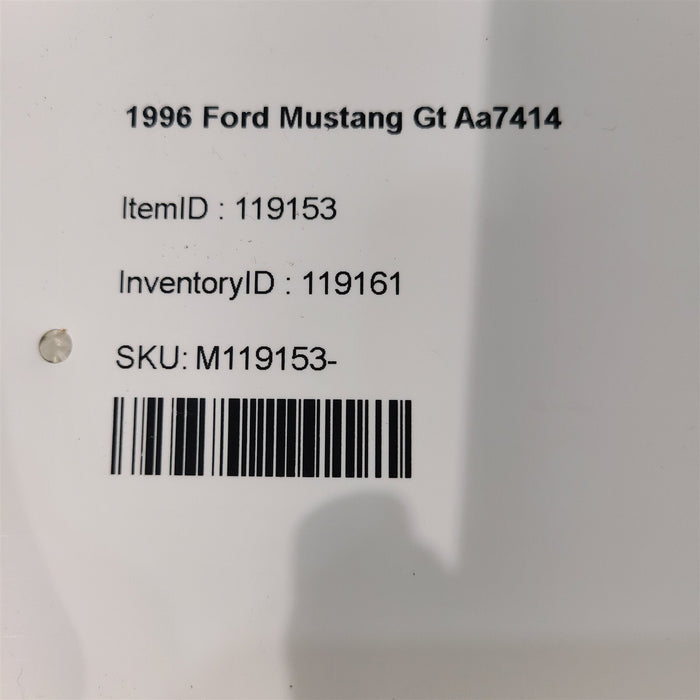 1996 Ford Mustang Gt Aa7414
ItemID : 119153
InventoryID : 119161
SKU: M119153-